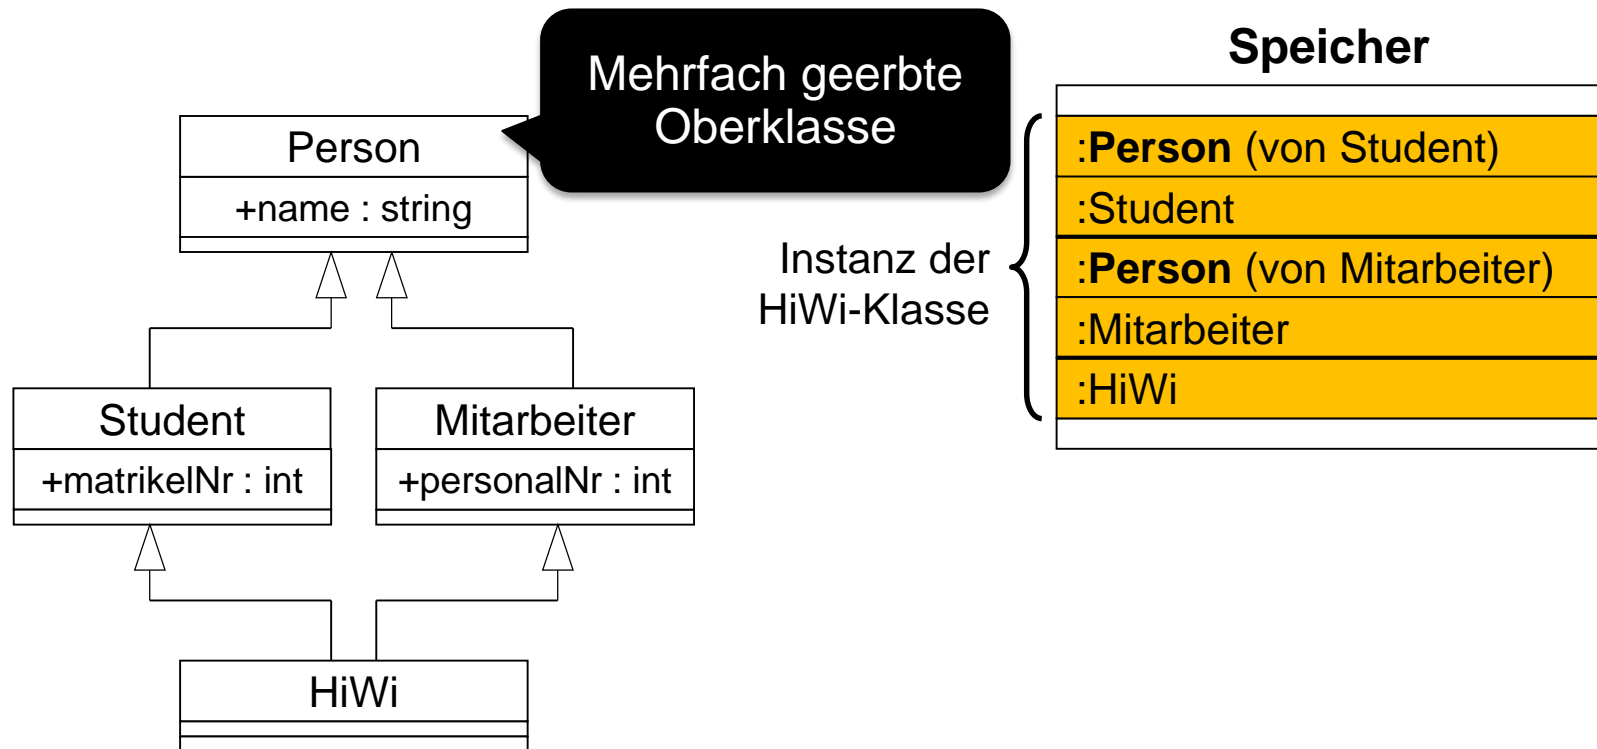 Mehrfach geerbte
Oberklasse
Person
+name : string
Student
+matrikelNr : int
Mitarbeiter
+personalNr : int
HiWi
Speicher
Instanz der
HiWi-Klasse
:Person (von Student)
:Student
:Person (von Mitarbeiter)
:Mitarbeiter
:HiWi